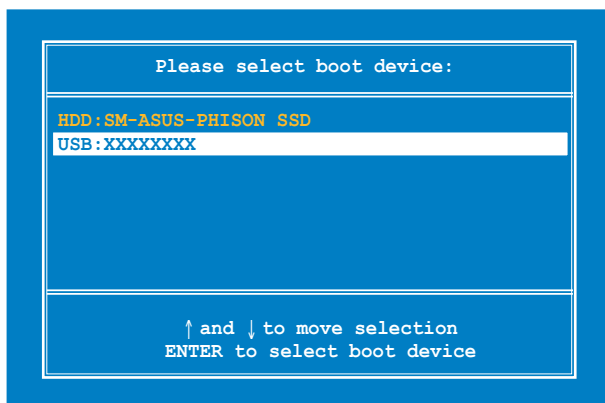 Please select boot device:
HDD:SM-ASUS-PHISON SSD
USB:XXXXXXXX
↑ and ↓ to move selection
ENTER to select boot device